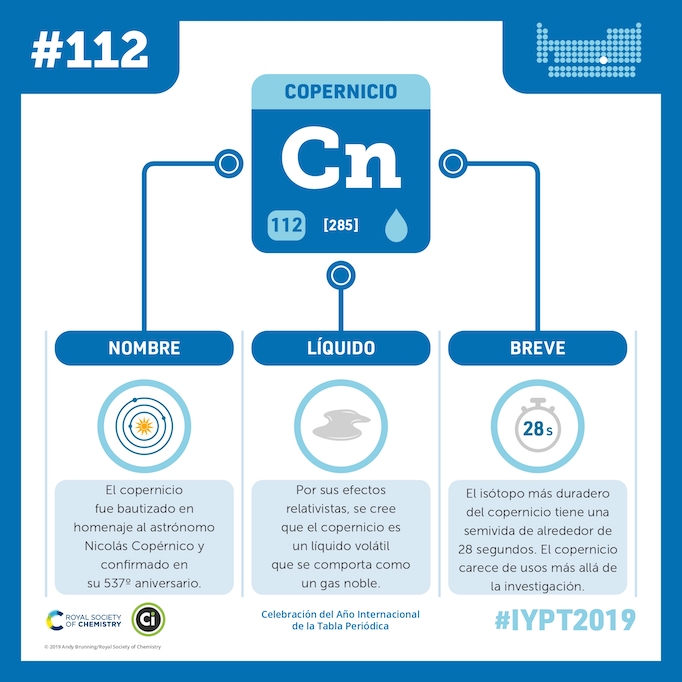 #112
COPERNICIO
Cn
112
[285]
NOMBRE
El copernicio
fue bautizado en
homenaje al astrónomo
Nicolás Copérnico y
confirmado en
su 537º aniversario.
LÍQUIDO
Por sus efectos
relativistas, se cree
que el copernicio es
un líquido volátil
que se comporta como
un gas noble.
BREVE
28 s
El isótopo más duradero
del copernicio tiene una
semivida de alrededor de
28 segundos. El copernicio
carece de usos más allá de
la investigación.
ROYAL SOCIETY
OF CHEMISTRY
Ci
Celebración del Año Internacional
de la Tabla Periódica
#IYPT2019
© 2019 Andy Brunning/Royal Society of Chemistry